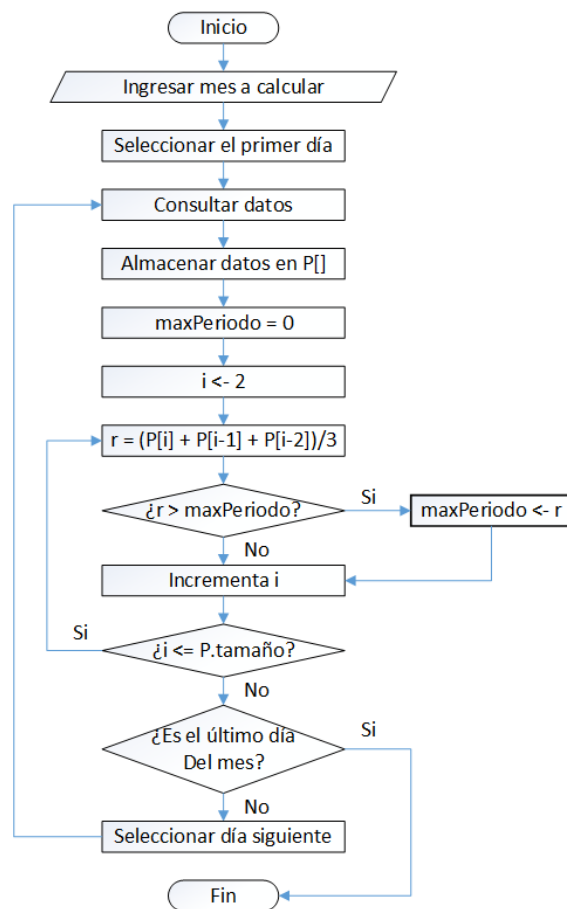 Inicio
Ingresar mes a calcular
Seleccionar el primer día
Consultar datos
Almacenar datos en P[]
maxPeriodo = 0
i <- 2
r = (P[i] + P[i-1] + P[i-2])/3
¿r > maxPeriodo?
Si
maxPeriodo <- r
No
Incrementa i
Si
¿i <= P.tamaño?
No
¿Es el último día
Del mes?
Si
No
Seleccionar día siguiente
Fin